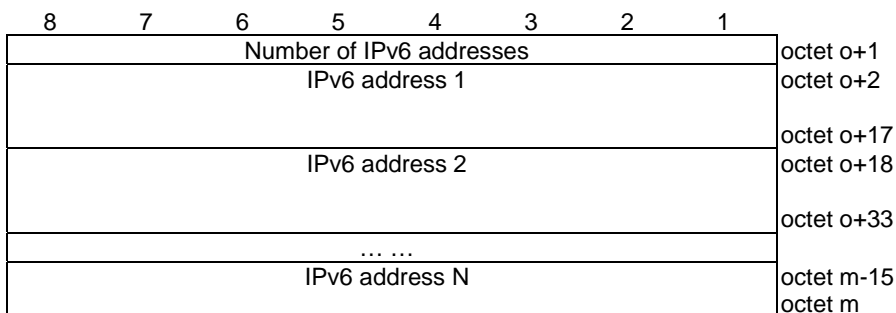 8 7 6 5 4 3 2 1
Number of IPv6 addresses octet o+1
IPv6 address 1 octet o+2
octet o+17
IPv6 address 2 octet o+18
octet o+33
… …
IPv6 address N octet m-15
octet m